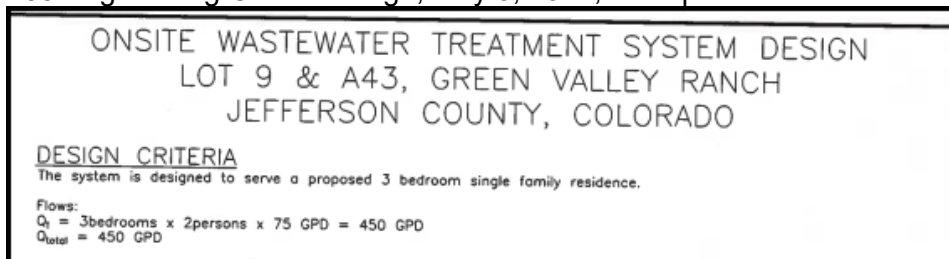 ONSITE WASTEWATER TREATMENT SYSTEM DESIGN
LOT 9 & A43, GREEN VALLEY RANCH
JEFFERSON COUNTY, COLORADO
DESIGN CRITERIA
The system is designed to serve a proposed 3 bedroom single family residence.
Flows:
Q₁ = 3bedrooms x 2persons x 75 GPD = 450 GPD
Qtotal = 450 GPD